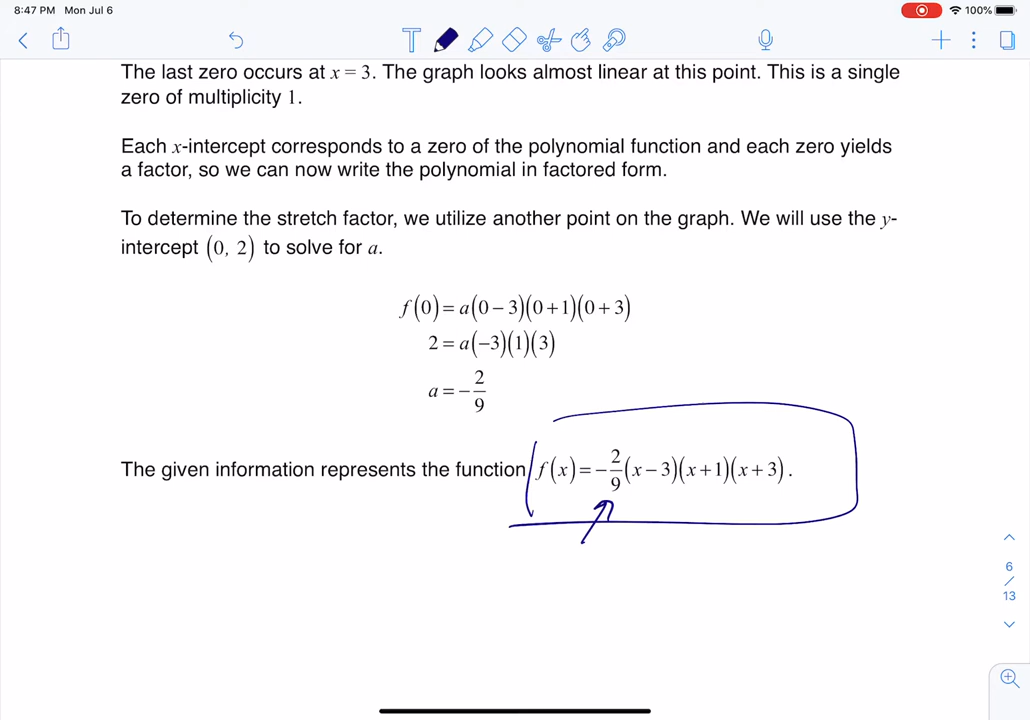 8:47 PM Mon Jul 6 100%
T
The last zero occurs at x = 3. The graph looks almost linear at this point. This is a single
zero of multiplicity 1.
Each x-intercept corresponds to a zero of the polynomial function and each zero yields
a factor, so we can now write the polynomial in factored form.
To determine the stretch factor, we utilize another point on the graph. We will use the y-
intercept (0, 2) to solve for a.
f(0) = a(0 − 3)(0 + 1)(0 + 3)
2 = a(−3)(1)(3)
a = −2/9
The given information represents the function f(x) = −2/9(x − 3)(x + 1)(x + 3).
6
/
13